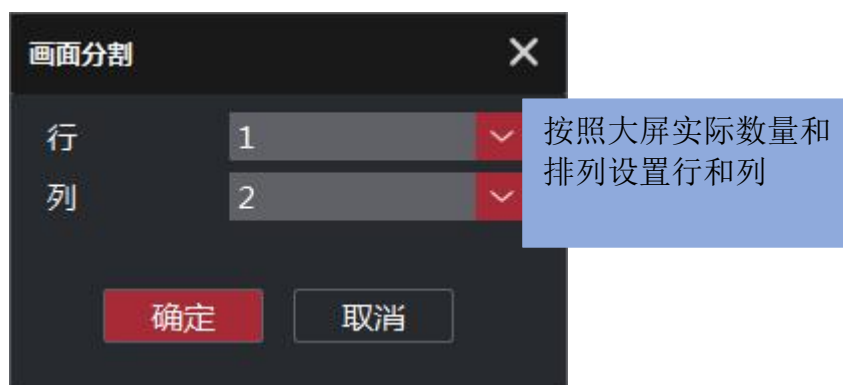 画面分割
行 1
列 2
按照大屏实际数量和
排列设置行和列
确定 取消